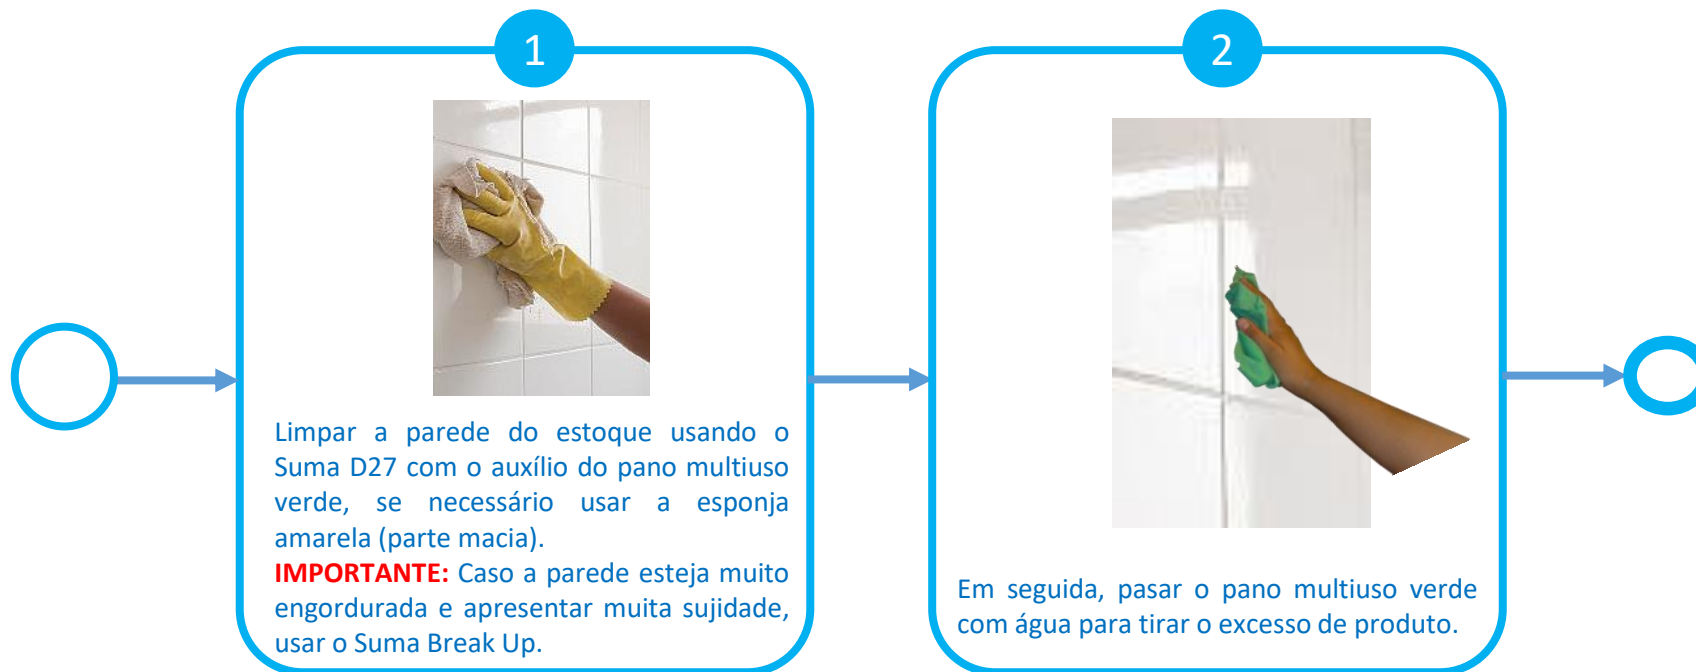 1
Limpar a parede do estoque usando o
Suma D27 com o auxílio do pano multiuso
verde, se necessário usar a esponja
amarela (parte macia).
IMPORTANTE: Caso a parede esteja muito
engordurada e apresentar muita sujidade,
usar o Suma Break Up.
2
Em seguida, pasar o pano multiuso verde
com água para tirar o excesso de produto.